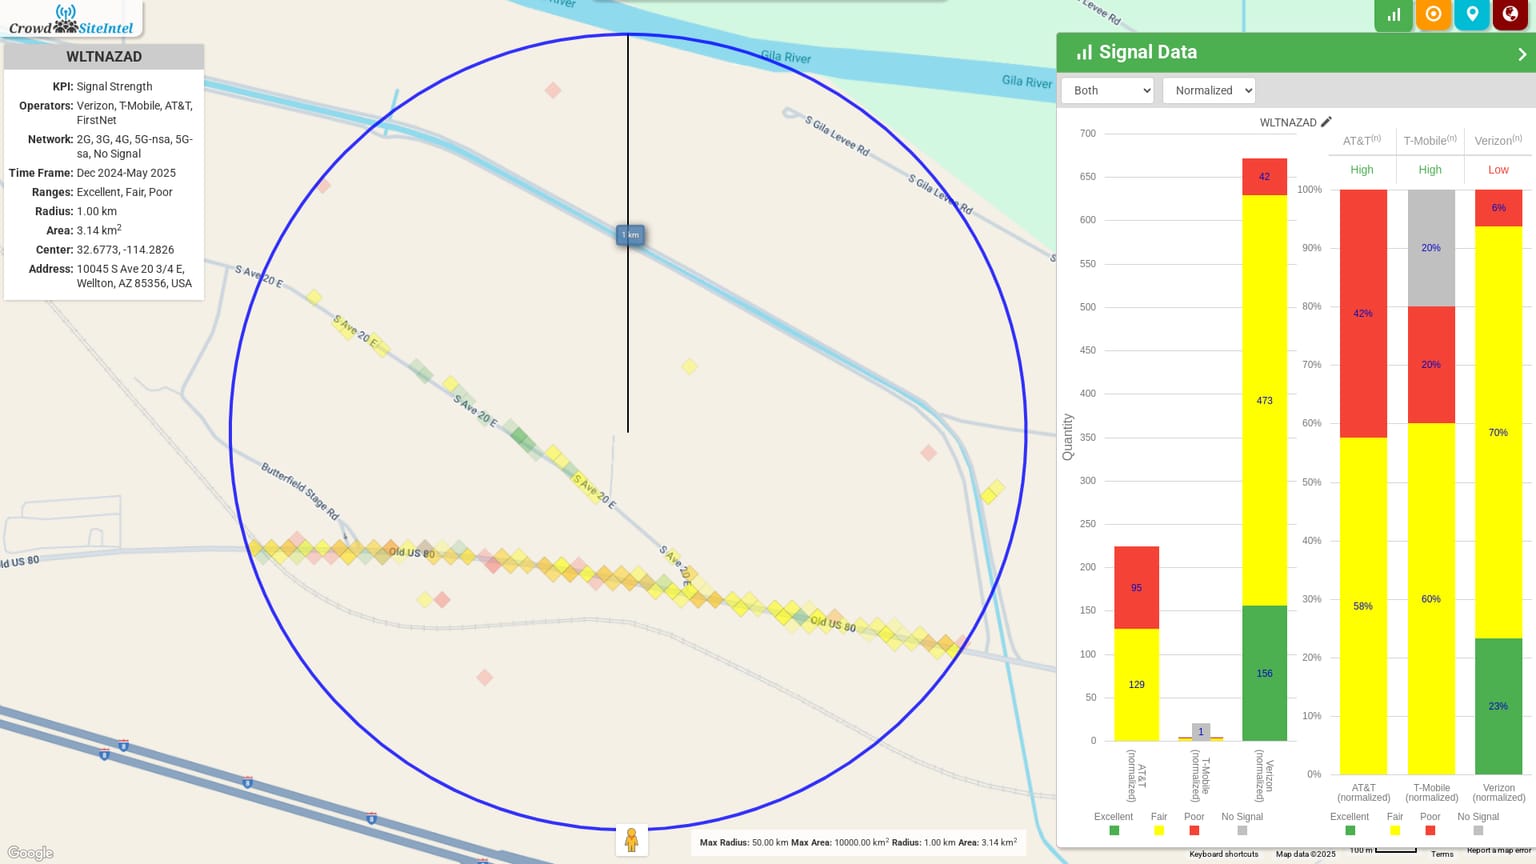 Crowd SiteIntel
WLTNAZAD
KPI: Signal Strength
Operators: Verizon, T-Mobile, AT&T,
FirstNet
Network: 2G, 3G, 4G, 5G-nsa, 5G-
sa, No Signal
Time Frame: Dec 2024-May 2025
Ranges: Excellent, Fair, Poor
Radius: 1.00 km
Area: 3.14 km²
Center: 32.6773, -114.2826
Address: 10045 S Ave 20 3/4 E,
Wellton, AZ 85356, USA
Gila River
Gila River
Levee Rd
S Gila Levee Rd
S Gila Levee Rd
1 km
S Ave 20 E
S Ave 20 E
S Ave 20 E
S Ave 20 E
S Ave 20 E
Butterfield Stage Rd
Old US 80
ld US 80
Old US 80
8
8
8
8
8
Google
Max Radius: 50.00 km Max Area: 10000.00 km² Radius: 1.00 km Area: 3.14 km²
Signal Data
Both
Normalized
WLTNAZAD
AT&T(n)
T-Mobile(n)
Verizon(n)
High
High
Low
Quantity
700
650
600
550
500
450
400
350
300
250
200
150
100
50
0
95
129
1
42
473
156
AT&T
(normalized)
T-Mobile
(normalized)
Verizon
(normalized)
Excellent
Fair
Poor
No Signal
100%
90%
80%
70%
60%
50%
40%
30%
20%
10%
0%
42%
58%
20%
20%
60%
6%
70%
23%
AT&T
(normalized)
T-Mobile
(normalized)
Verizon
(normalized)
Excellent
Fair
Poor
No Signal
Keyboard shortcuts
Map data ©2025
100 m
Terms
Report a map error